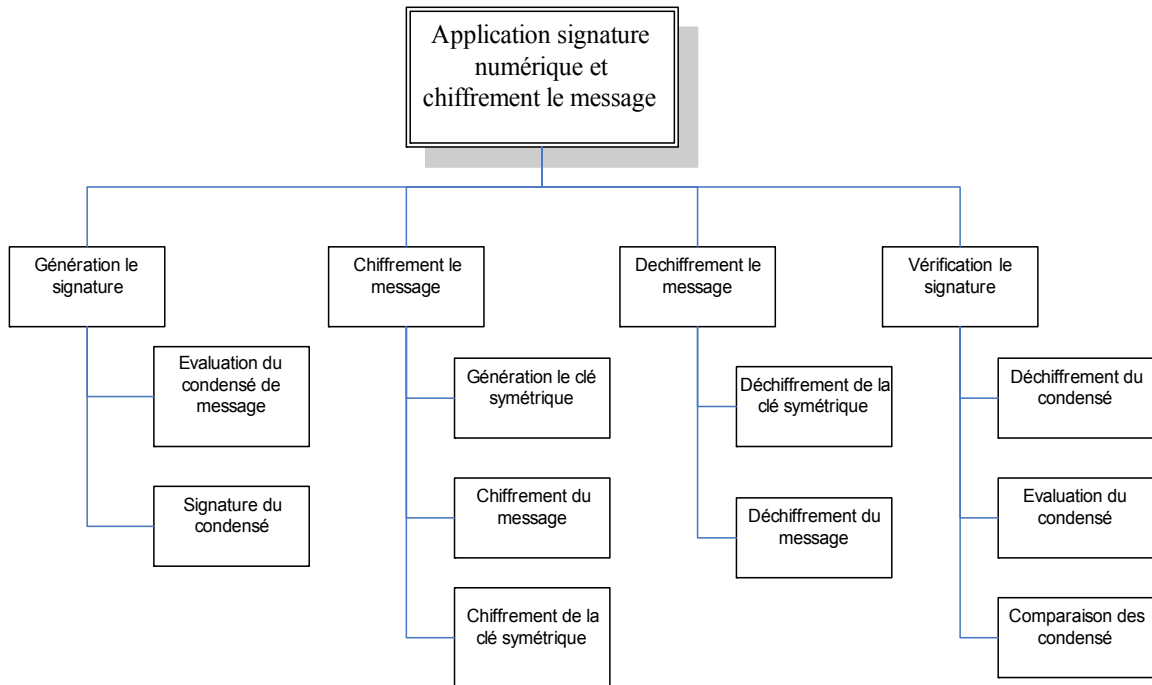 Application signature
numérique et
chiffrement le message
Génération le
signature
Chiffrement le
message
Dechiffrement le
message
Vérification le
signature
Evaluation du
condensé de
message
Signature du
condensé
Génération le clé
symétrique
Chiffrement du
message
Chiffrement de la
clé symétrique
Déchiffrement de la
clé symétrique
Déchiffrement du
message
Déchiffrement du
condensé
Evaluation du
condensé
Comparaison des
condensé